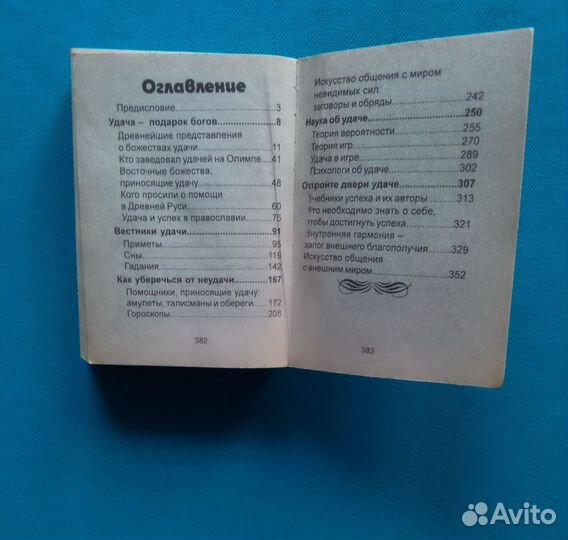 Оглавление
Предисловие....................3
Удача – подарок богов..........8
Древнейшие представления
о божествах удачи..............11
Кто заведовал удачей на Олимпе..41
Восточные божества,
приносящие удачу...............48
Кого просили о помощи
в Древней Руси.................60
Удача и успех в православии....76
Вестники удачи.................91
Приметы........................95
Сны............................119
Гадания........................142
Как уберечься от неудачи.......167
Помощники, приносящие удачу:
амулеты, талисманы и обереги...172
Гороскопы......................208
382
Искусство общения с миром
невидимых сил:
заговоры и обряды..............242
Наука об удаче.................250
Теория вероятности.............255
Теория игр.....................270
Удача в игре...................289
Психологи об удаче.............302
Откройте двери удаче...........307
Учебники успеха и их авторы....313
Что необходимо знать о себе,
чтобы достигнуть успеха........321
Внутренняя гармония –
залог внешнего благополучия....329
Искусство общения
с внешним миром................352
383
Avito